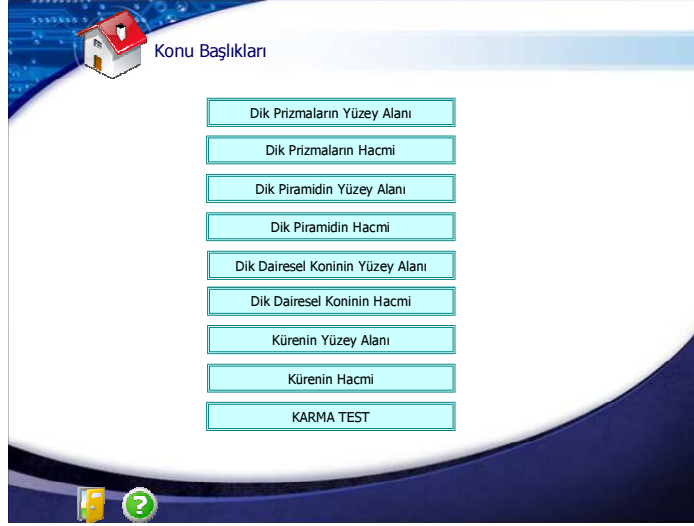 Konu Başlıkları
Dik Prizmaların Yüzey Alanı
Dik Prizmaların Hacmi
Dik Piramidin Yüzey Alanı
Dik Piramidin Hacmi
Dik Dairesel Koninin Yüzey Alanı
Dik Dairesel Koninin Hacmi
Kürenin Yüzey Alanı
Kürenin Hacmi
KARMA TEST
?